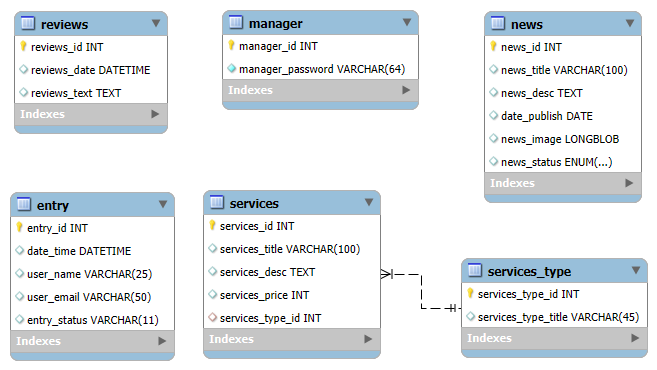 reviews
reviews_id INT
reviews_date DATETIME
reviews_text TEXT
Indexes
manager
manager_id INT
manager_password VARCHAR(64)
Indexes
news
news_id INT
news_title VARCHAR(100)
news_desc TEXT
date_publish DATE
news_image LONGBLOB
news_status ENUM(...)
Indexes
entry
entry_id INT
date_time DATETIME
user_name VARCHAR(25)
user_email VARCHAR(50)
entry_status VARCHAR(11)
Indexes
services
services_id INT
services_title VARCHAR(100)
services_desc TEXT
services_price INT
services_type_id INT
Indexes
services_type
services_type_id INT
services_type_title VARCHAR(45)
Indexes